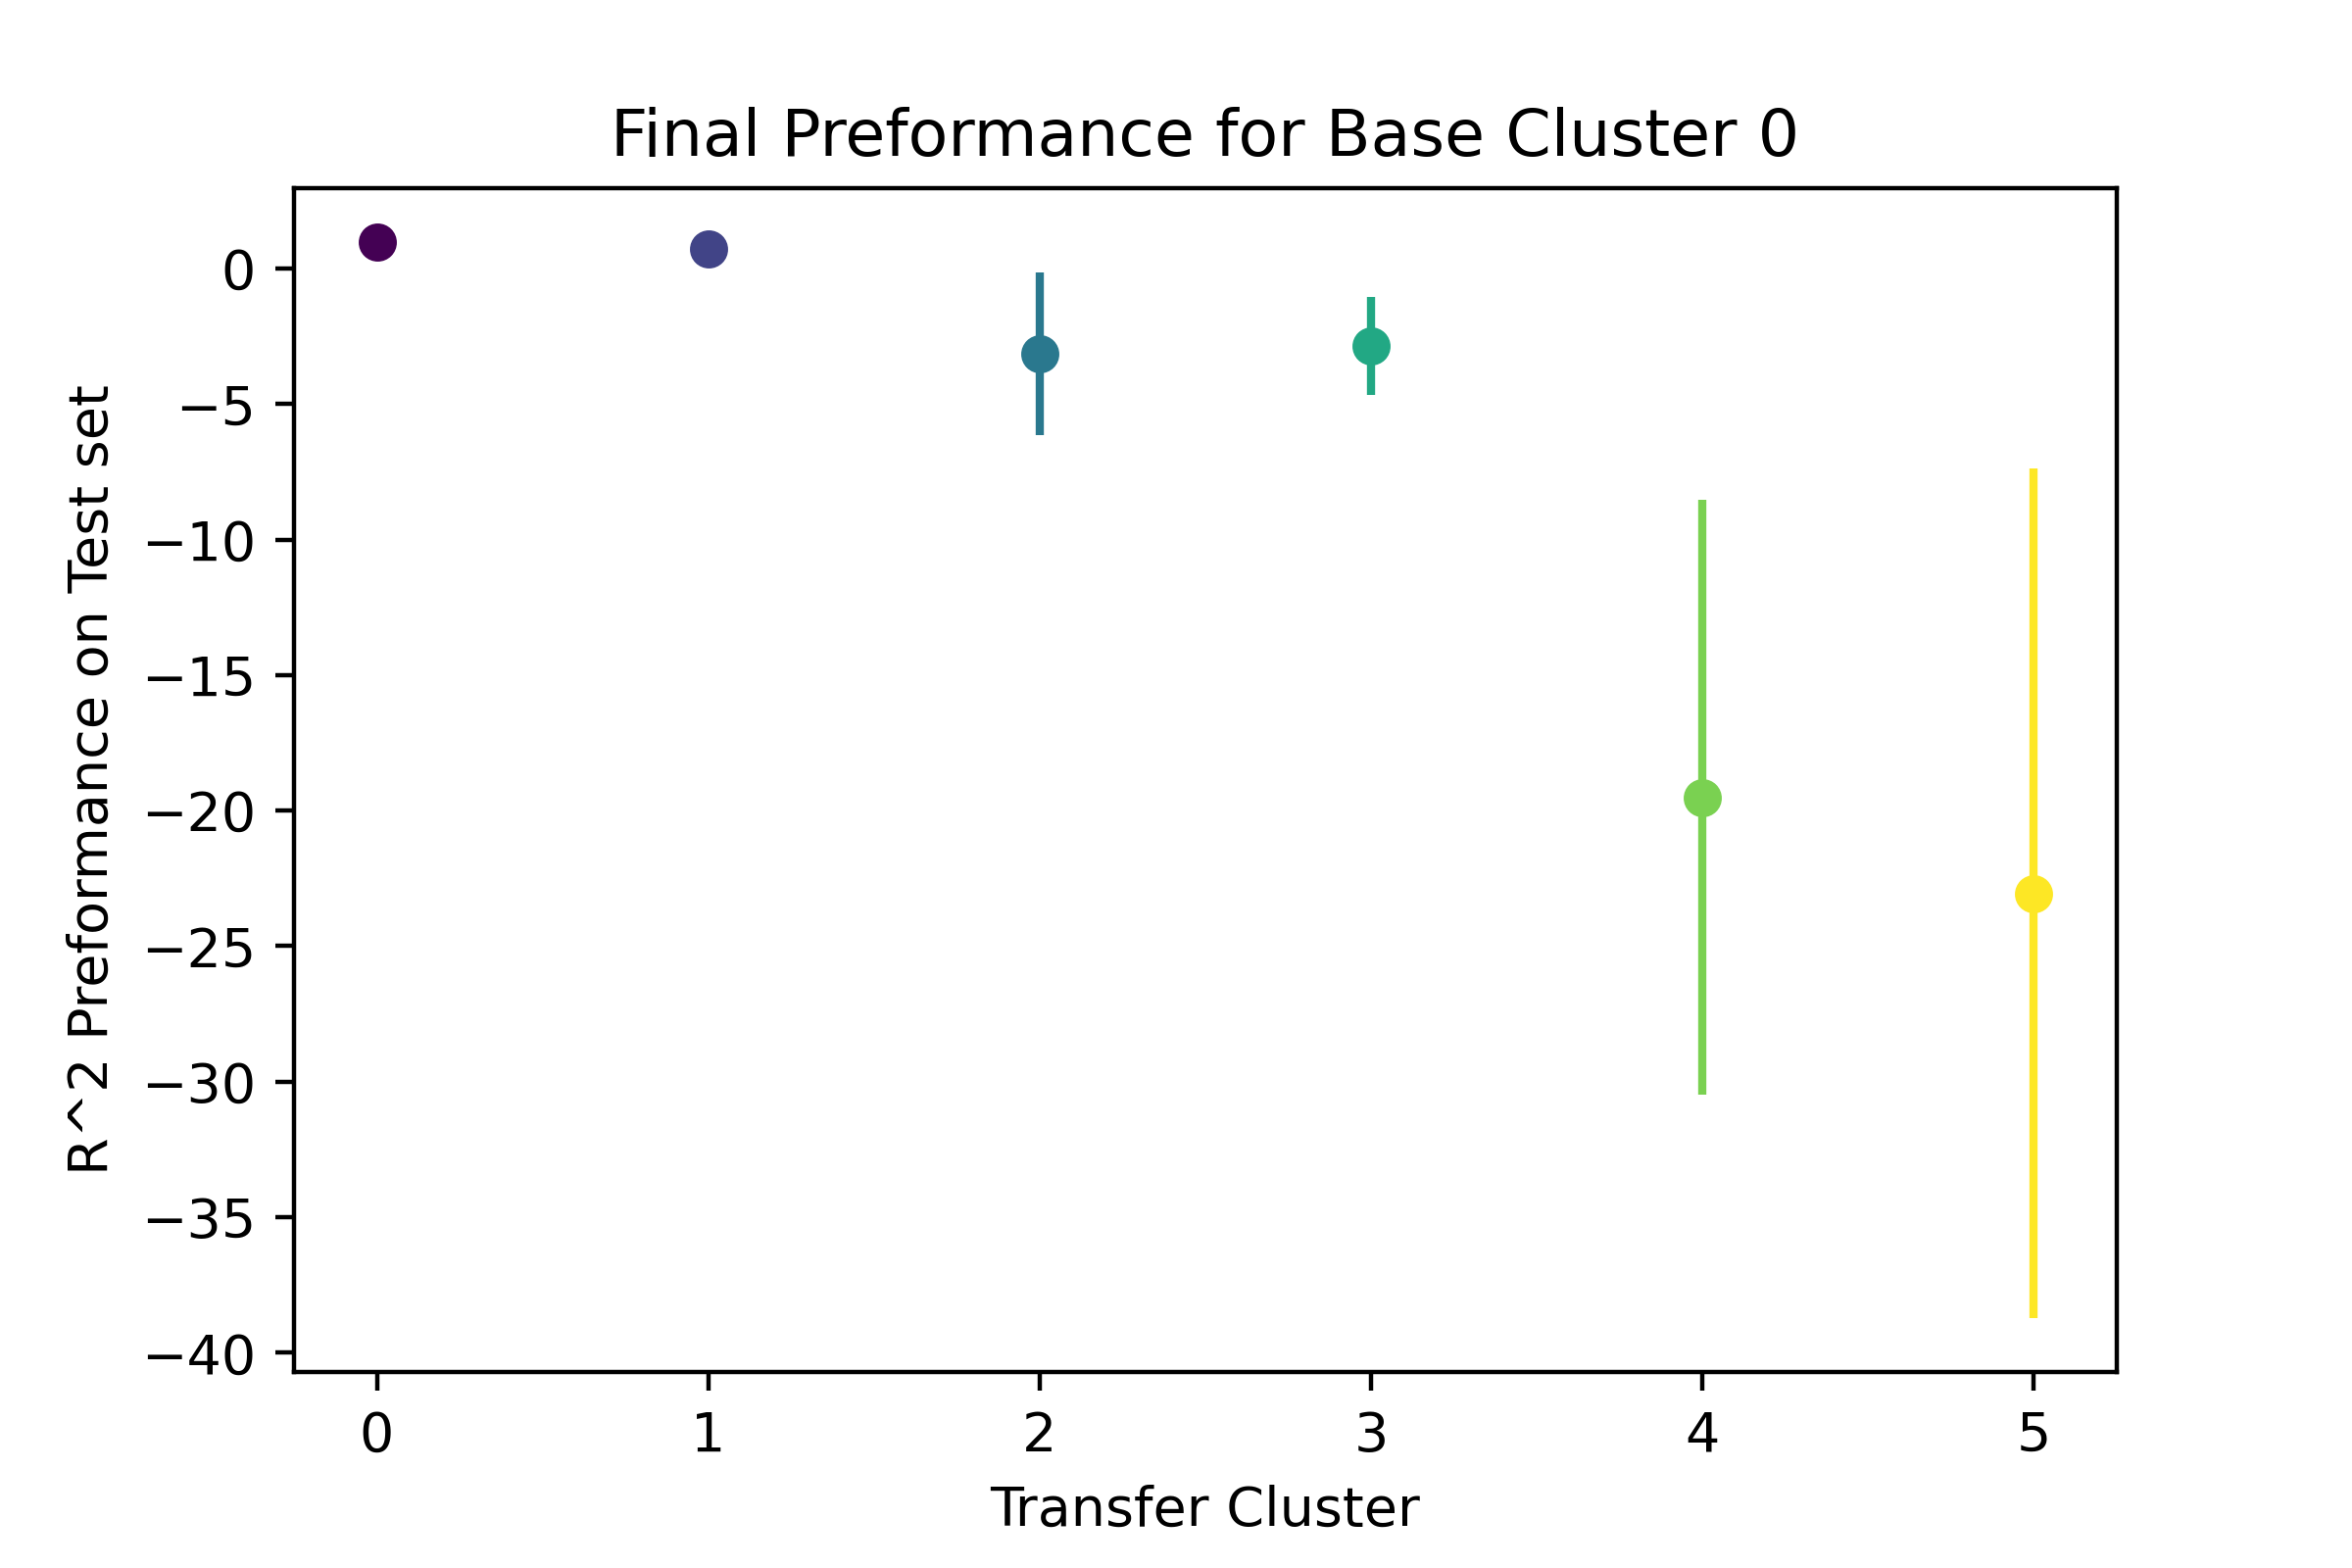 Final Preformance for Base Cluster 0
R^2 Preformance on Test set
0
−5
−10
−15
−20
−25
−30
−35
−40
0 1 2 3 4 5
Transfer Cluster